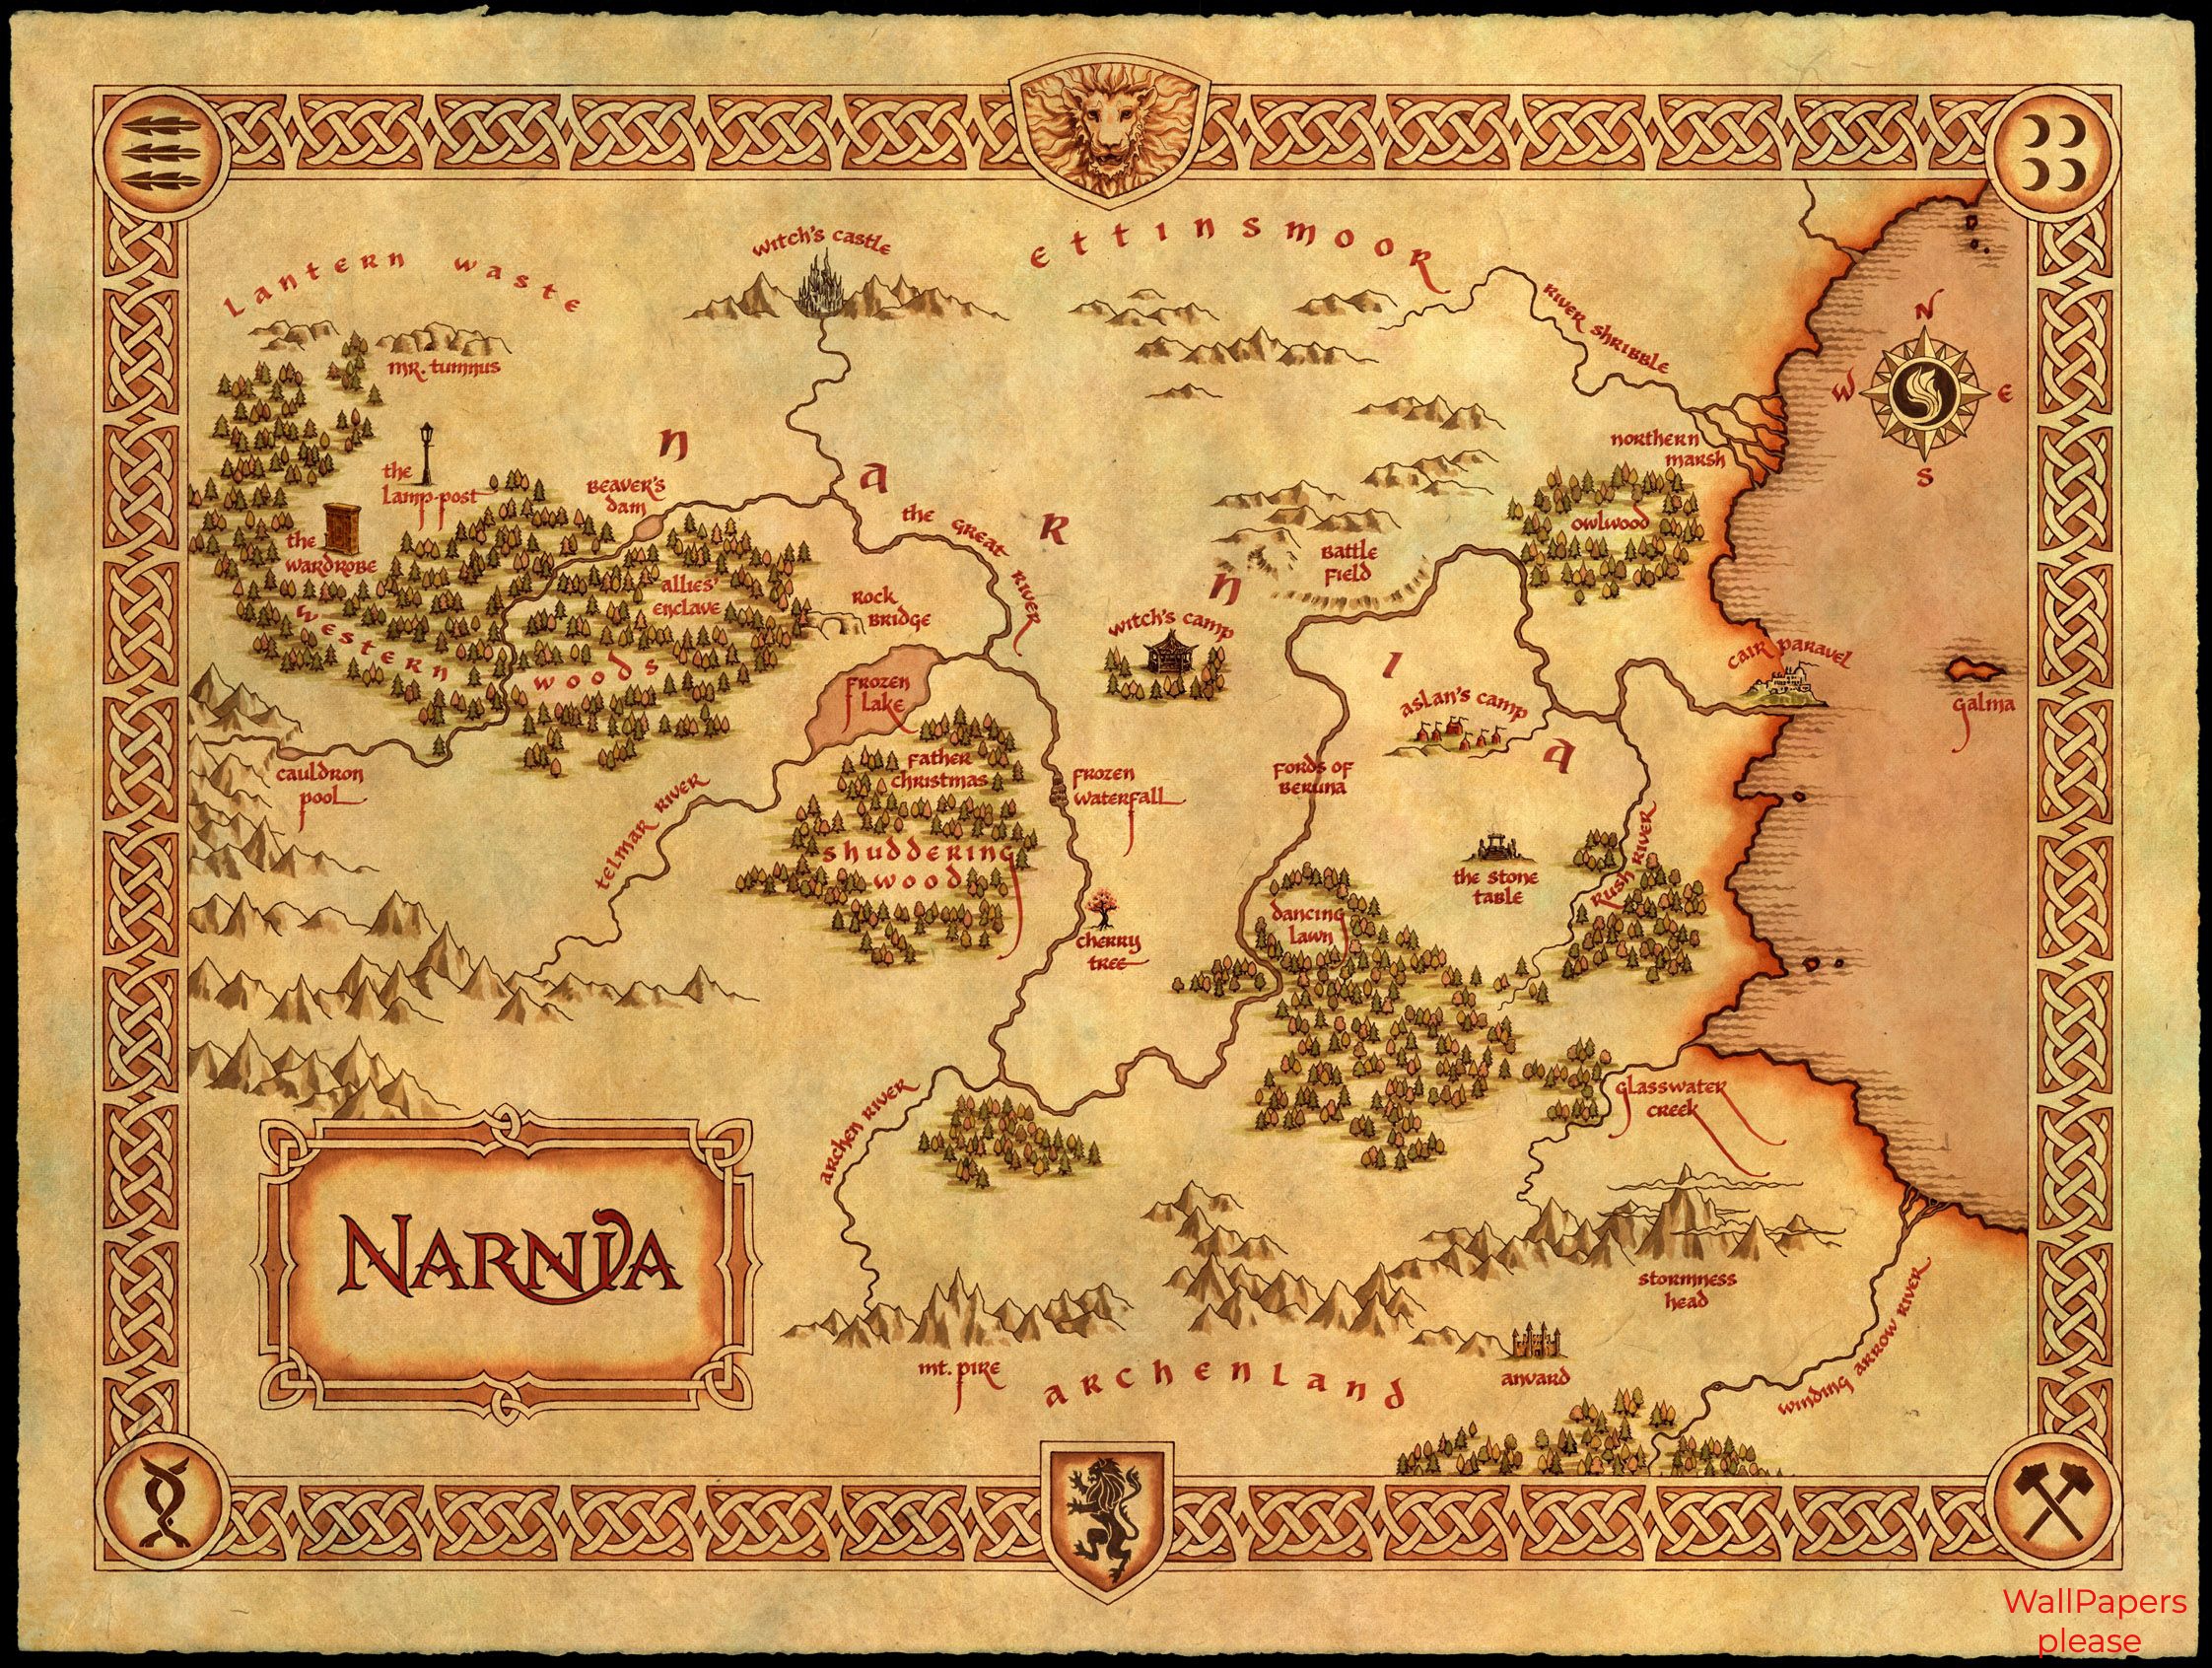 Lantern Waste
Witch's Castle
Ettinsmoor
River Shribble
N
W
E
S
Mr. Tumnus
the
Lamp-post
Beaver's
dam
Northern
Marsh
Owlwood
the
Wardrobe
Allies'
Enclave
the Great River
Narnia
Rock
Bridge
Battle
Field
Western Woods
Witch's Camp
Cair Paravel
Galma
Frozen
Lake
Aslan's Camp
Cauldron
Pool
Father
Christmas
Frozen
Waterfall
Fords of
Beruna
Telmar River
Shuddering
Wood
the Stone
Table
Rush River
Dancing
Lawn
Cherry
Tree
Archen River
Glasswater
Creek
NARNIA
Stormness
Head
Mt. Pire
Archenland
Anvard
Winding Arrow River
WallPapers
please